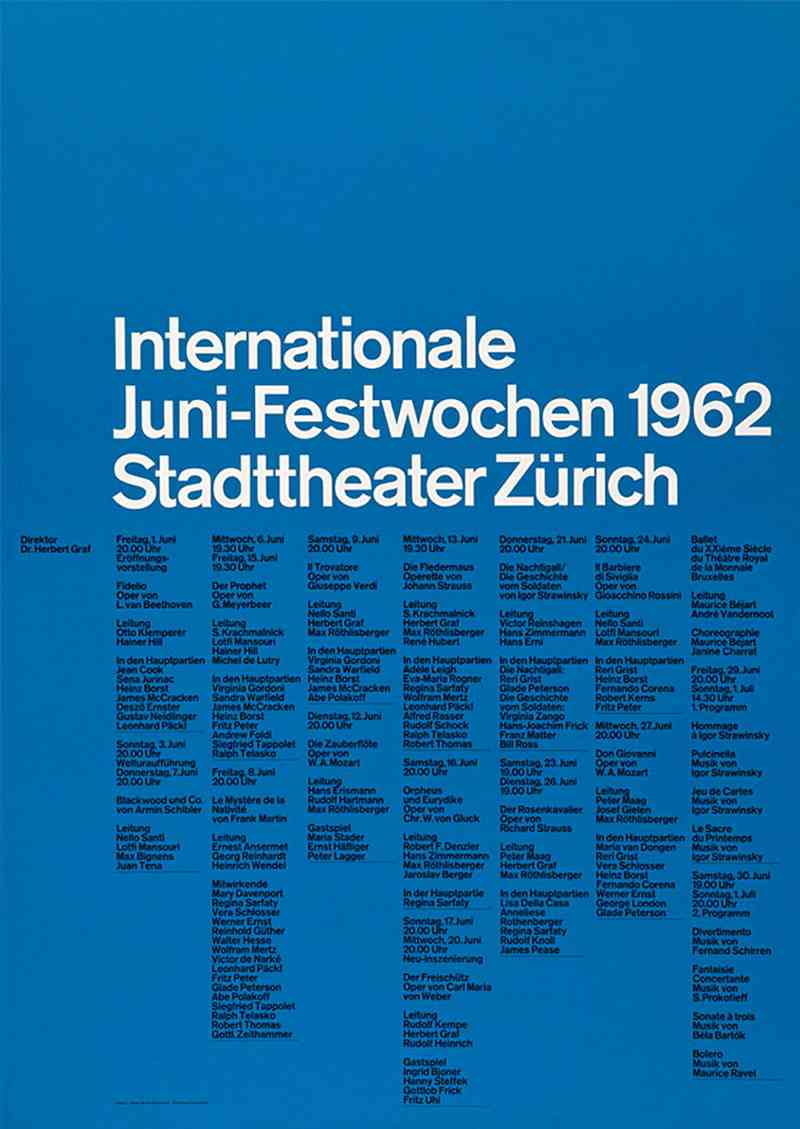 Internationale
Juni-Festwochen 1962
Stadttheater Zürich
Direktor
Dr. Herbert Graf
Freitag, 1. Juni
20.00 Uhr
Eröffnungs-
vorstellung
Fidelio
Oper von
L. van Beethoven
Leitung
Otto Klemperer
Hainer Hill
In den Hauptpartien
Jean Cook
Sena Jurinac
Heinz Borst
James McCracken
Deszö Ernster
Gustav Neidlinger
Leonhard Päckl
Sonntag, 3. Juni
20.00 Uhr
Welturaufführung
Donnerstag, 7. Juni
20.00 Uhr
Blackwood und Co.
von Armin Schibler
Leitung
Nello Santi
Lotfi Mansouri
Max Bignens
Juan Tena
Mittwoch, 6. Juni
19.30 Uhr
Freitag, 15. Juni
19.30 Uhr
Der Prophet
Oper von
G. Meyerbeer
Leitung
S. Krachmalnick
Lotfi Mansouri
Hainer Hill
Michel de Lutry
In den Hauptpartien
Virginia Gordoni
Sandra Warfield
James McCracken
Heinz Borst
Fritz Peter
Andrew Foldi
Siegfried Tappolet
Ralph Telasko
Freitag, 8. Juni
20.00 Uhr
Le Mystère de la
Nativité
von Frank Martin
Leitung
Ernest Ansermet
Georg Reinhardt
Heinrich Wendel
Mitwirkende
Mary Davenport
Regina Sarfaty
Vera Schlosser
Werner Ernst
Reinhold Güther
Walter Hesse
Wolfram Mertz
Victor de Narké
Leonhard Päckl
Fritz Peter
Glade Peterson
Abe Polakoff
Siegfried Tappolet
Ralph Telasko
Robert Thomas
Gottl. Zeithammer
Samstag, 9. Juni
20.00 Uhr
Il Trovatore
Oper von
Giuseppe Verdi
Leitung
Nello Santi
Herbert Graf
Max Röthlisberger
In den Hauptpartien
Virginia Gordoni
Sandra Warfield
Heinz Borst
James McCracken
Abe Polakoff
Dienstag, 12. Juni
20.00 Uhr
Die Zauberflöte
Oper von
W. A. Mozart
Leitung
Hans Erismann
Rudolf Hartmann
Max Röthlisberger
Gastspiel
Maria Stader
Ernst Häfliger
Peter Lagger
Mittwoch, 13. Juni
19.30 Uhr
Die Fledermaus
Operette von
Johann Strauss
Leitung
S. Krachmalnick
Herbert Graf
Max Röthlisberger
René Hubert
In den Hauptpartien
Adèle Leigh
Eva-Maria Rogner
Regina Sarfaty
Wolfram Mertz
Leonhard Päckl
Alfred Rasser
Rudolf Schock
Ralph Telasko
Robert Thomas
Samstag, 16. Juni
20.00 Uhr
Orpheus
und Eurydike
Oper von
Chr. W. von Gluck
Leitung
Robert F. Denzler
Hans Zimmermann
Max Röthlisberger
Jaroslav Berger
In der Hauptpartie
Regina Sarfaty
Sonntag, 17. Juni
20.00 Uhr
Mittwoch, 20. Juni
20.00 Uhr
Neu-Inszenierung
Der Freischütz
Oper von Carl Maria
von Weber
Leitung
Rudolf Kempe
Herbert Graf
Rudolf Heinrich
Gastspiel
Ingrid Bjoner
Hanny Steffek
Gottlob Frick
Fritz Uhl
Donnerstag, 21. Juni
20.00 Uhr
Die Nachtigall/
Die Geschichte
vom Soldaten
von Igor Strawinsky
Leitung
Victor Reinshagen
Hans Zimmermann
Hans Erni
In den Hauptpartien
Die Nachtigall:
Reri Grist
Glade Peterson
Die Geschichte
vom Soldaten:
Virginia Zango
Hans-Joachim Frick
Franz Matter
Bill Ross
Samstag, 23. Juni
19.00 Uhr
Dienstag, 26. Juni
19.00 Uhr
Der Rosenkavalier
Oper von
Richard Strauss
Leitung
Peter Maag
Herbert Graf
Max Röthlisberger
In den Hauptpartien
Lisa Della Casa
Anneliese
Rothenberger
Regina Sarfaty
Rudolf Knoll
James Pease
Sonntag, 24. Juni
20.00 Uhr
Il Barbiere
di Siviglia
Oper von
Gioacchino Rossini
Leitung
Nello Santi
Lotfi Mansouri
Max Röthlisberger
In den Hauptpartien
Reri Grist
Heinz Borst
Fernando Corena
Robert Kerns
Fritz Peter
Mittwoch, 27. Juni
20.00 Uhr
Don Giovanni
Oper von
W. A. Mozart
Leitung
Peter Maag
Josef Gielen
Max Röthlisberger
In den Hauptpartien
Maria van Dongen
Reri Grist
Vera Schlosser
Heinz Borst
Fernando Corena
Werner Ernst
George London
Glade Peterson
Ballet
du XXième Siècle
du Théâtre Royal
de la Monnaie
Bruxelles
Leitung
Maurice Béjart
André Vandernoot
Choreographie
Maurice Béjart
Janine Charrat
Freitag, 29. Juni
20.00 Uhr
Sonntag, 1. Juli
14.30 Uhr
1. Programm
Hommage
à Igor Strawinsky
Pulcinella
Musik von
Igor Strawinsky
Jeu de Cartes
Musik von
Igor Strawinsky
Le Sacre
du Printemps
Musik von
Igor Strawinsky
Samstag, 30. Juni
19.00 Uhr
Sonntag, 1. Juli
20.00 Uhr
2. Programm
Divertimento
Musik von
Fernand Schirren
Fantaisie
Concertante
Musik von
S. Prokofieff
Sonate à trois
Musik von
Béla Bartók
Bolero
Musik von
Maurice Ravel